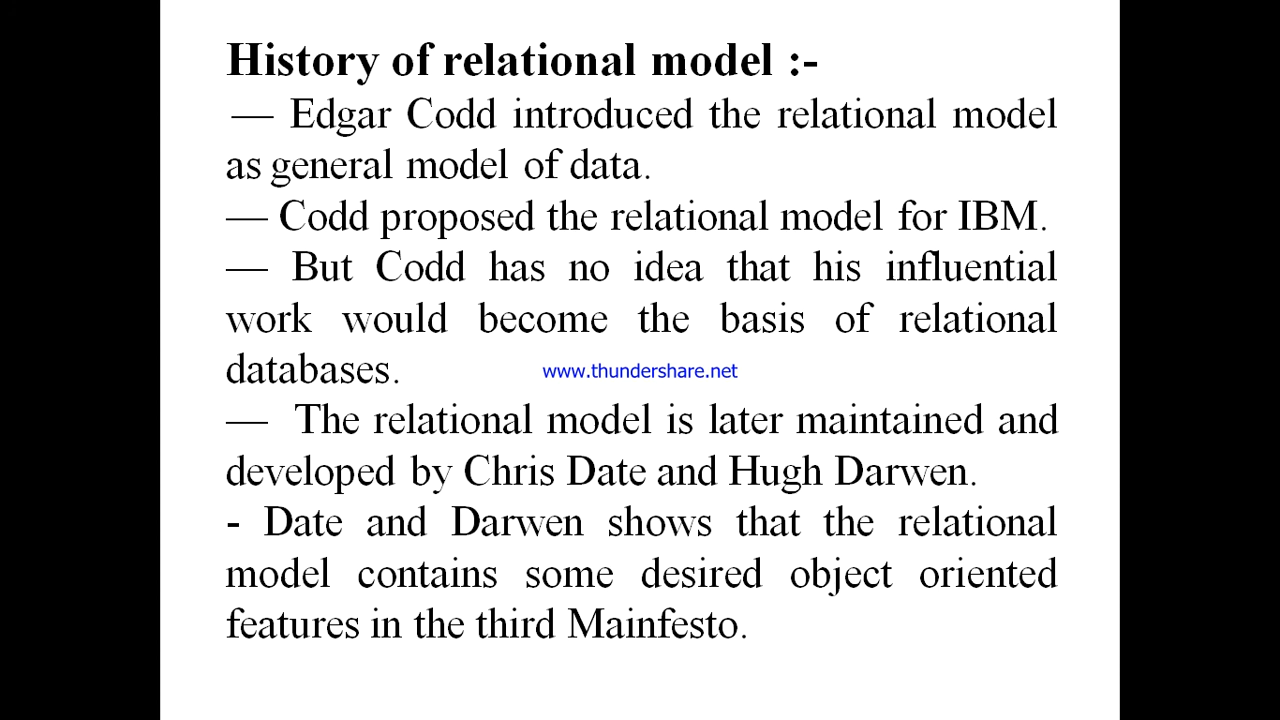 History of relational model :-
— Edgar Codd introduced the relational model
as general model of data.
— Codd proposed the relational model for IBM.
— But Codd has no idea that his influential
work would become the basis of relational
databases.
www.thundershare.net
— The relational model is later maintained and
developed by Chris Date and Hugh Darwen.
- Date and Darwen shows that the relational
model contains some desired object oriented
features in the third Mainfesto.